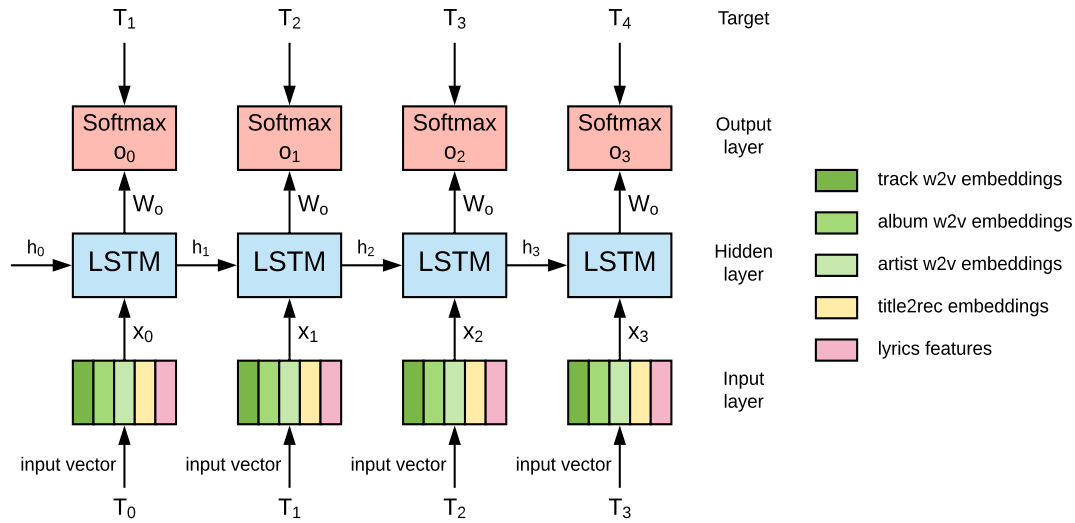 T1 T2 T3 T4 Target
Softmax Softmax Softmax Softmax
o0 o1 o2 o3
Output
layer
Wo Wo Wo Wo
h0 h1 h2 h3
LSTM LSTM LSTM LSTM
Hidden
layer
x0 x1 x2 x3
Input
layer
input vector input vector input vector input vector
T0 T1 T2 T3
track w2v embeddings
album w2v embeddings
artist w2v embeddings
title2rec embeddings
lyrics features